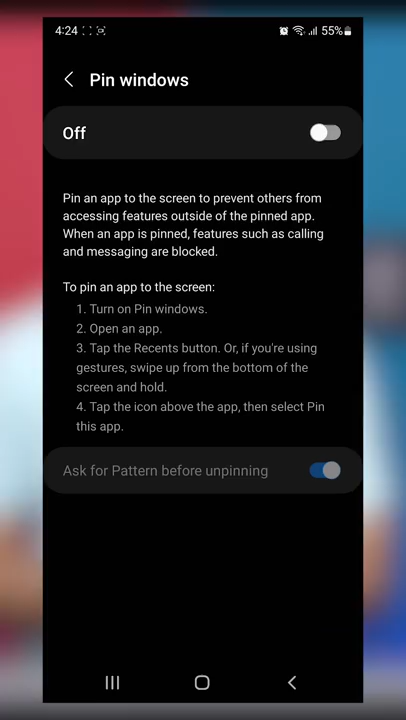 4:24
55%
Pin windows
Off
Pin an app to the screen to prevent others from
accessing features outside of the pinned app.
When an app is pinned, features such as calling
and messaging are blocked.
To pin an app to the screen:
1. Turn on Pin windows.
2. Open an app.
3. Tap the Recents button. Or, if you're using
gestures, swipe up from the bottom of the
screen and hold.
4. Tap the icon above the app, then select Pin
this app.
Ask for Pattern before unpinning